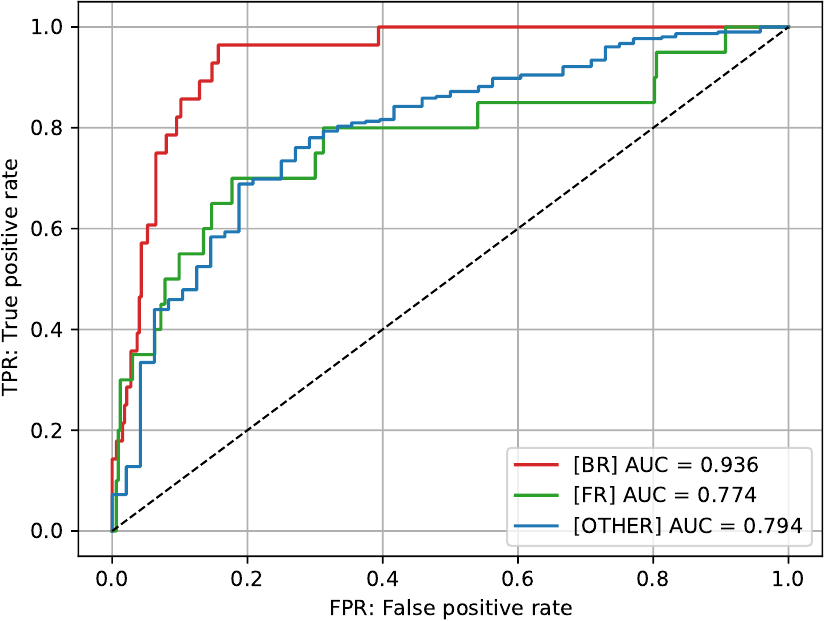 1.0
0.8
0.6
0.4
0.2
0.0
TPR: True positive rate
[BR] AUC = 0.936
[FR] AUC = 0.774
[OTHER] AUC = 0.794
0.0 0.2 0.4 0.6 0.8 1.0
FPR: False positive rate